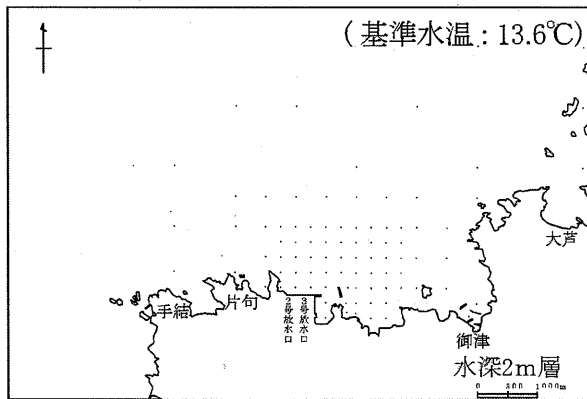 (基準水温：13.6℃)
大芦
手結
片句
2号放水口
3号放水口
御津
水深2m層
0 500 1000m